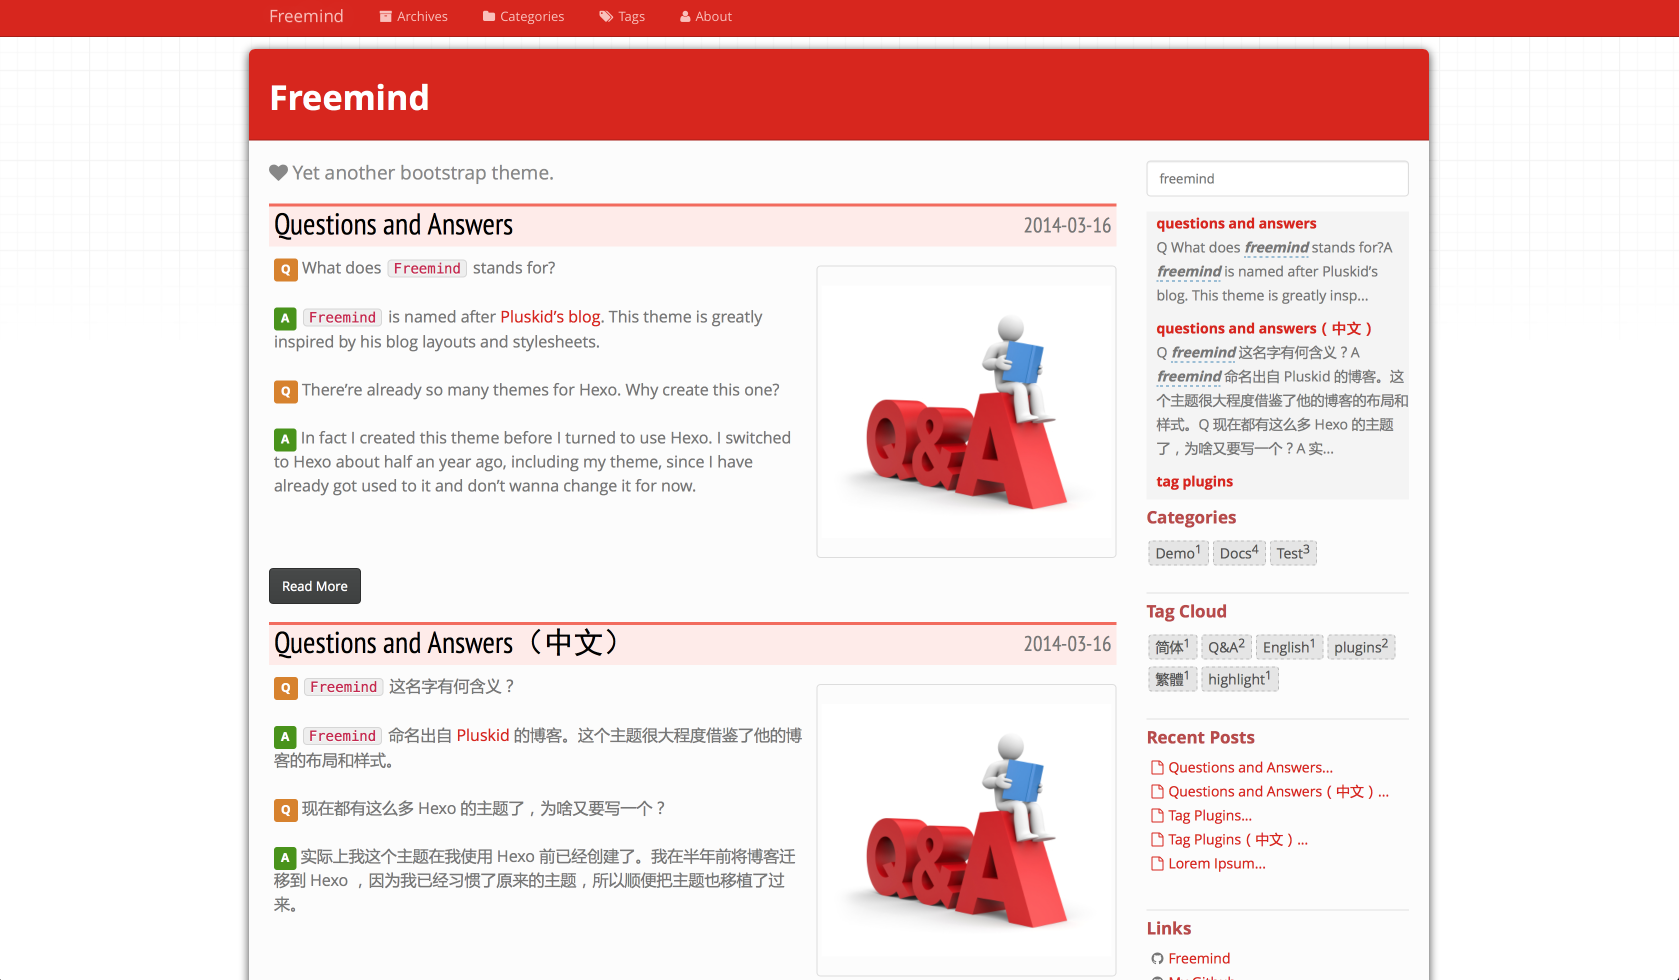 Freemind Archives Categories Tags About
Freemind
Yet another bootstrap theme.
Questions and Answers 2014-03-16
Q What does Freemind stands for?
A Freemind is named after Pluskid’s blog. This theme is greatly
inspired by his blog layouts and stylesheets.
Q There’re already so many themes for Hexo. Why create this one?
A In fact I created this theme before I turned to use Hexo. I switched
to Hexo about half an year ago, including my theme, since I have
already got used to it and don’t wanna change it for now.
Q&A
Read More
Questions and Answers（中文） 2014-03-16
Q Freemind 这名字有何含义？
A Freemind 命名出自 Pluskid 的博客。这个主题很大程度借鉴了他的博
客的布局和样式。
Q 现在都有这么多 Hexo 的主题了，为啥又要写一个？
A 实际上我这个主题在我使用 Hexo 前已经创建了。我在半年前将博客迁
移到 Hexo ，因为我已经习惯了原来的主题，所以顺便把主题也移植了过
来。
Q&A
freemind
questions and answers
Q What does freemind stands for?A
freemind is named after Pluskid’s
blog. This theme is greatly insp...
questions and answers（中文）
Q freemind 这名字有何含义？A
freemind 命名出自 Pluskid 的博客。这
个主题很大程度借鉴了他的博客的布局和
样式。Q 现在都有这么多 Hexo 的主题
了，为啥又要写一个？A 实...
tag plugins
Categories
Demo1 Docs4 Test3
Tag Cloud
简体1 Q&A2 English1 plugins2
繁體1 highlight1
Recent Posts
Questions and Answers...
Questions and Answers（中文）...
Tag Plugins...
Tag Plugins（中文）...
Lorem Ipsum...
Links
Freemind
My Github